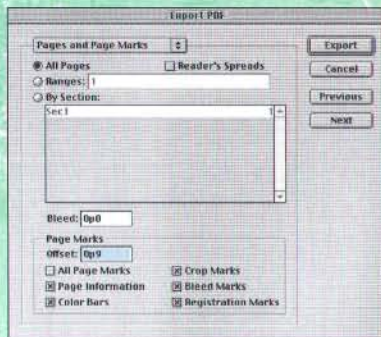 Export PDF
Pages and Page Marks
All Pages
Reader's Spreads
Ranges: 1
By Section:
Sec1 1
Bleed: 0p0
Page Marks
Offset: 0p9
All Page Marks
Crop Marks
Page Information
Bleed Marks
Color Bars
Registration Marks
Export
Cancel
Previous
Next